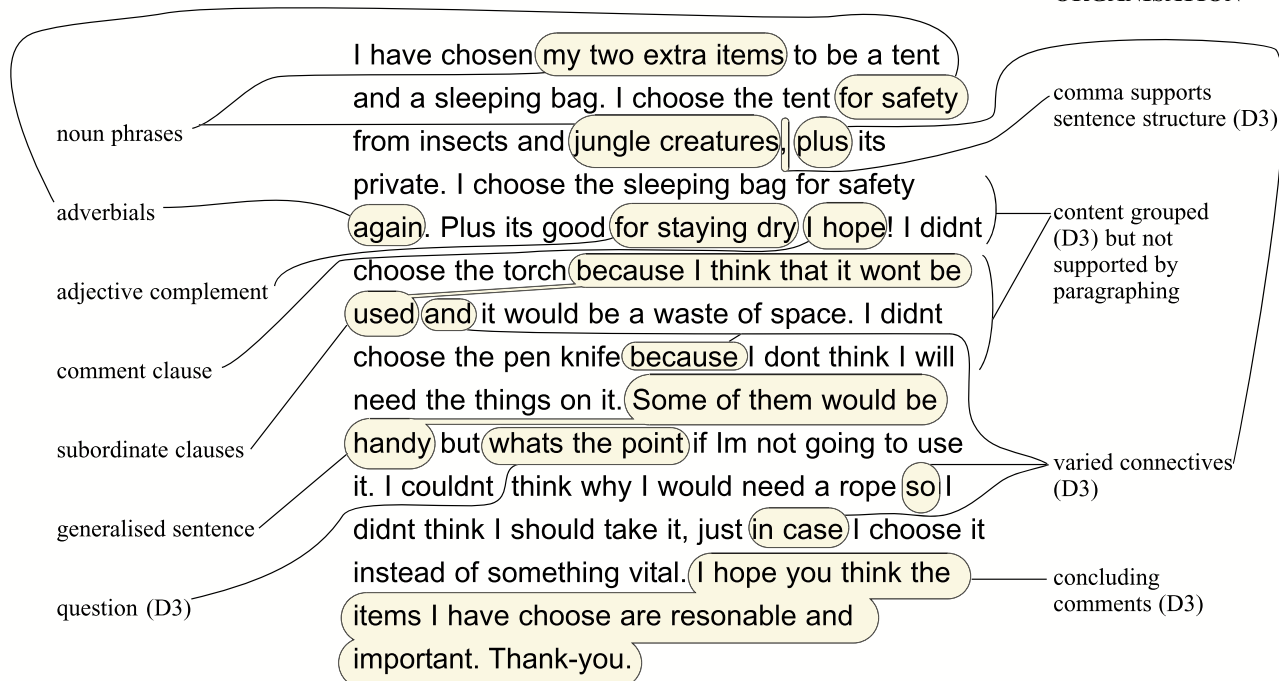 ORGANISATION
I have chosen my two extra items to be a tent
and a sleeping bag. I choose the tent for safety
from insects and jungle creatures, plus its
private. I choose the sleeping bag for safety
again. Plus its good for staying dry I hope! I didnt
choose the torch because I think that it wont be
used and it would be a waste of space. I didnt
choose the pen knife because I dont think I will
need the things on it. Some of them would be
handy but whats the point if Im not going to use
it. I couldnt think why I would need a rope so I
didnt think I should take it, just in case I choose it
instead of something vital. I hope you think the
items I have choose are resonable and
important. Thank-you.
noun phrases
adverbials
adjective complement
comment clause
subordinate clauses
generalised sentence
question (D3)
comma supports
sentence structure (D3)
content grouped
(D3) but not
supported by
paragraphing
varied connectives
(D3)
concluding
comments (D3)